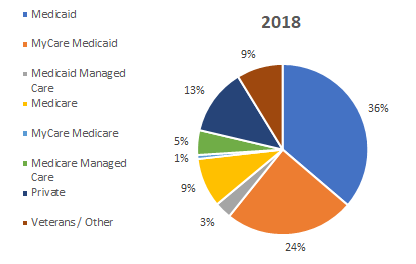 2018
Medicaid
MyCare Medicaid
Medicaid Managed
Care
Medicare
MyCare Medicare
Medicare Managed
Care
Private
Veterans / Other
36%
24%
3%
9%
1%
5%
13%
9%